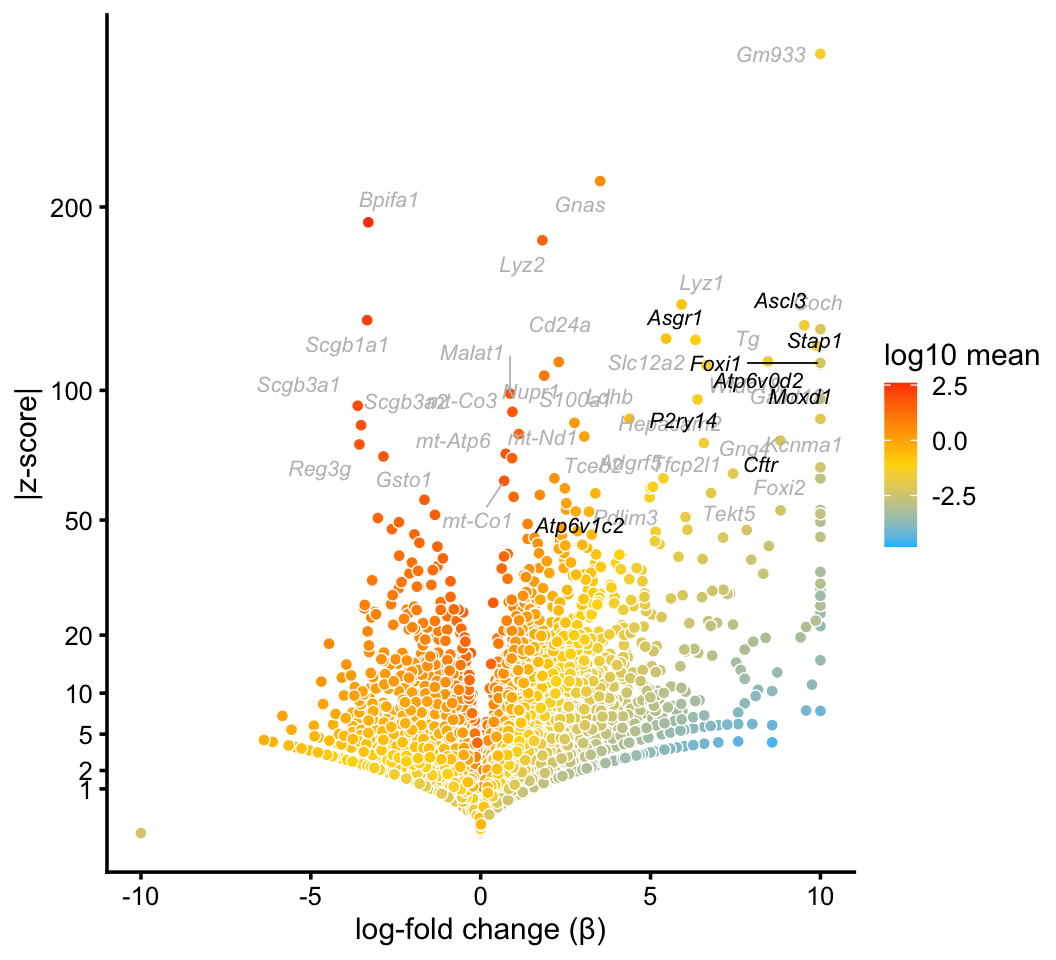 Gm933
200
Bpifa1
Gnas
Lyz2
Lyz1
Ascl3
Coch
Asgr1
Cd24a
Tg
Stap1
Scgb1a1
Malat1
Slc12a2
Foxi1
100
Scgb3a1
Nupr1
Atp6v0d2
Scgb3a2
mt-Co3
S100a1
Ldhb
Moxd1
Hepacam2
P2ry14
mt-Atp6
mt-Nd1
Gng4
Kcnma1
Reg3g
Gsto1
Tceb2
Adgrf5
Tfcp2l1
Cftr
Foxi2
50
mt-Co1
Atp6v1c2
Pdlim3
Tekt5
20
10
5
2
1
-10
-5
0
5
10
log-fold change (β)
|z-score|
log10 mean
2.5
0.0
-2.5